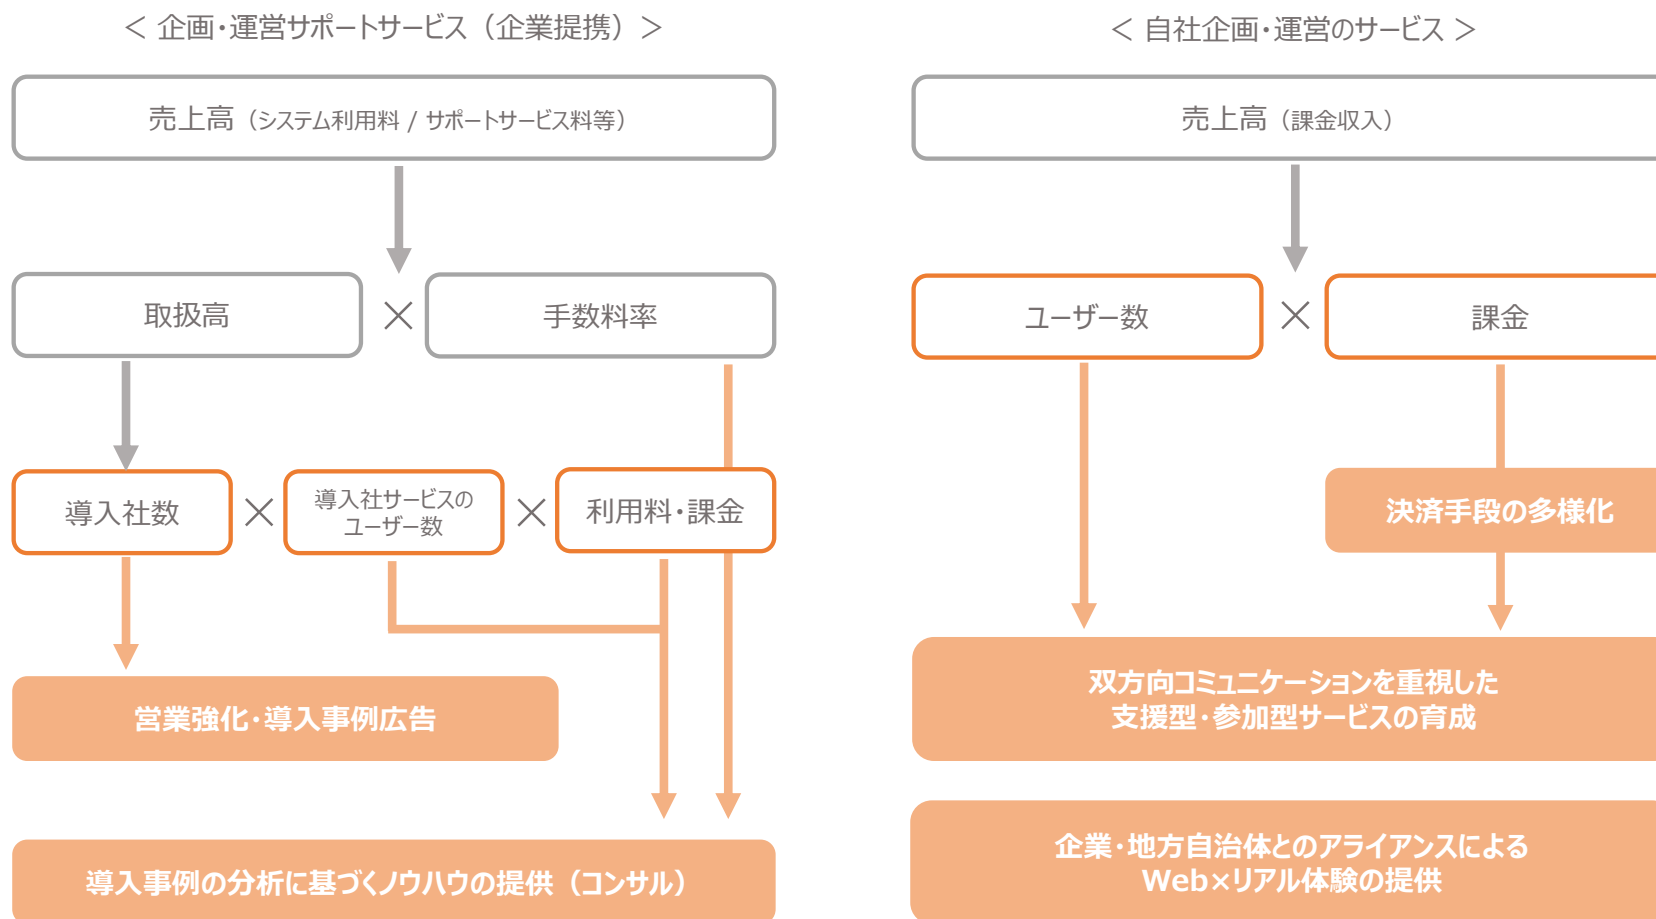 ＜ 企画・運営サポートサービス（企業提携）＞
売上高（システム利用料 / サポートサービス料等）
取扱高
×
手数料率
導入社数
×
導入社サービスの
ユーザー数
×
利用料・課金
営業強化・導入事例広告
導入事例の分析に基づくノウハウの提供（コンサル）
＜ 自社企画・運営のサービス ＞
売上高（課金収入）
ユーザー数
×
課金
決済手段の多様化
双方向コミュニケーションを重視した
支援型・参加型サービスの育成
企業・地方自治体とのアライアンスによる
Web×リアル体験の提供